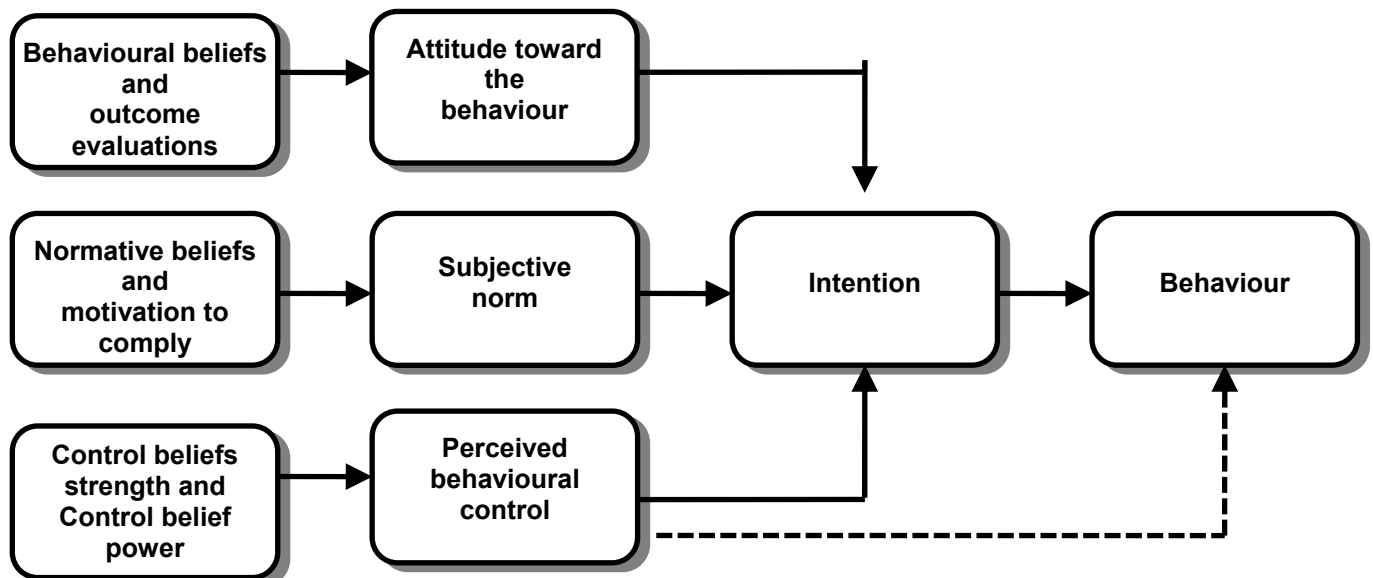 Behavioural beliefs
and
outcome
evaluations
Attitude toward
the
behaviour
Normative beliefs
and
motivation to
comply
Subjective
norm
Intention
Behaviour
Control beliefs
strength and
Control belief
power
Perceived
behavioural
control